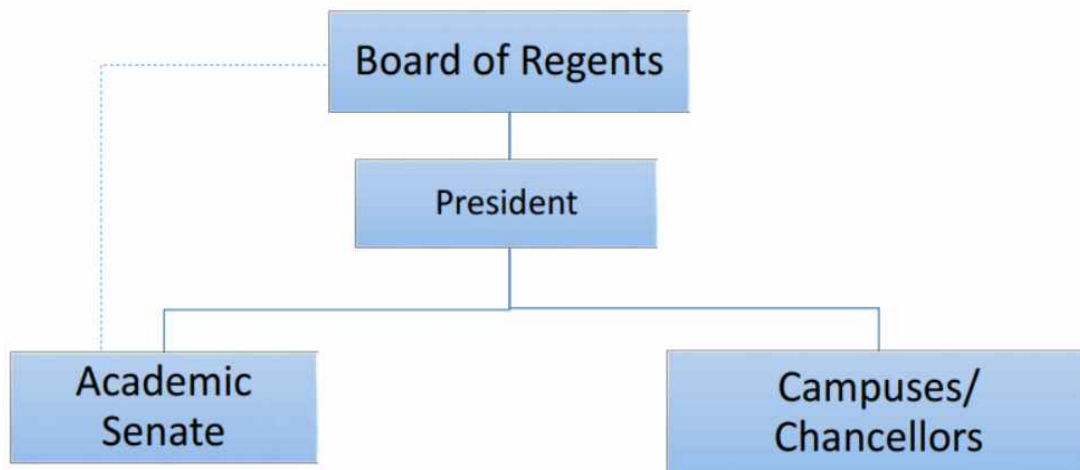 Board of Regents
President
Academic
Senate
Campuses/
Chancellors